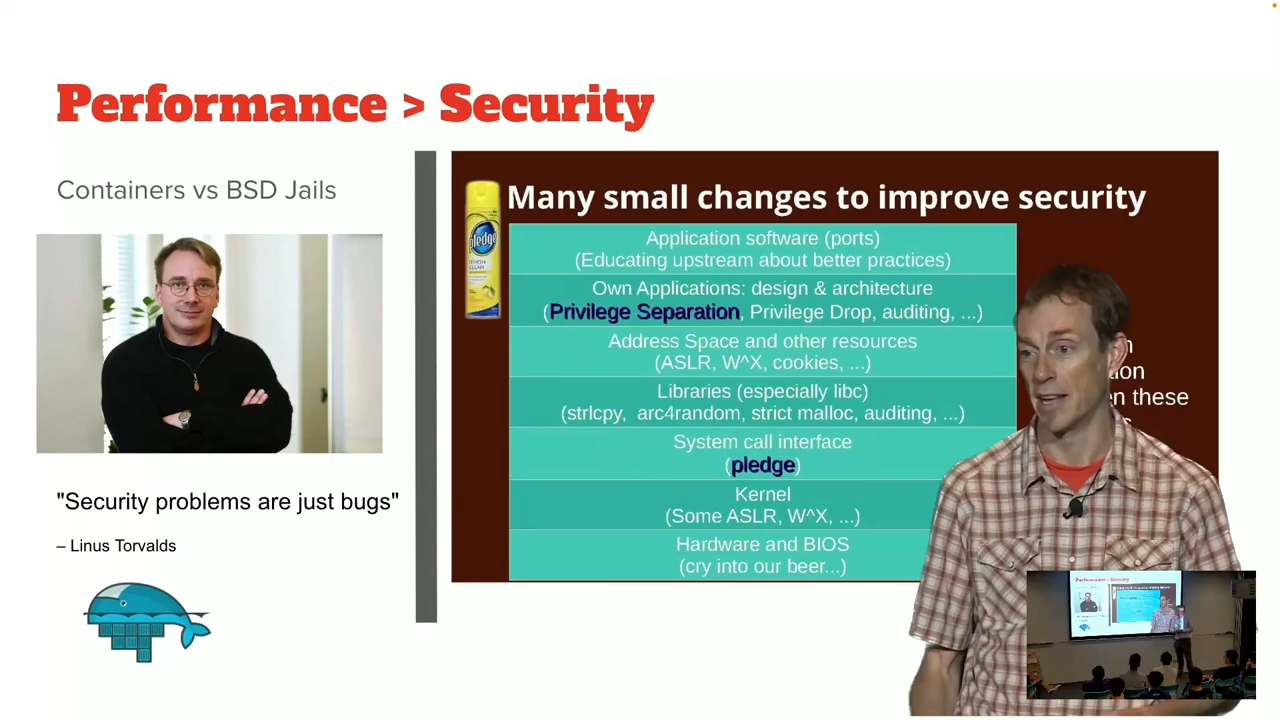 Performance > Security
Containers vs BSD Jails
"Security problems are just bugs"
– Linus Torvalds
pledge
Many small changes to improve security
Application software (ports)
(Educating upstream about better practices)
Own Applications: design & architecture
(Privilege Separation, Privilege Drop, auditing, ...)
Address Space and other resources
(ASLR, W^X, cookies, ...)
Libraries (especially libc)
(strlcpy, arc4random, strict malloc, auditing, ...)
System call interface
(pledge)
Kernel
(Some ASLR, W^X, ...)
Hardware and BIOS
(cry into our beer...)
these
Performance > Security